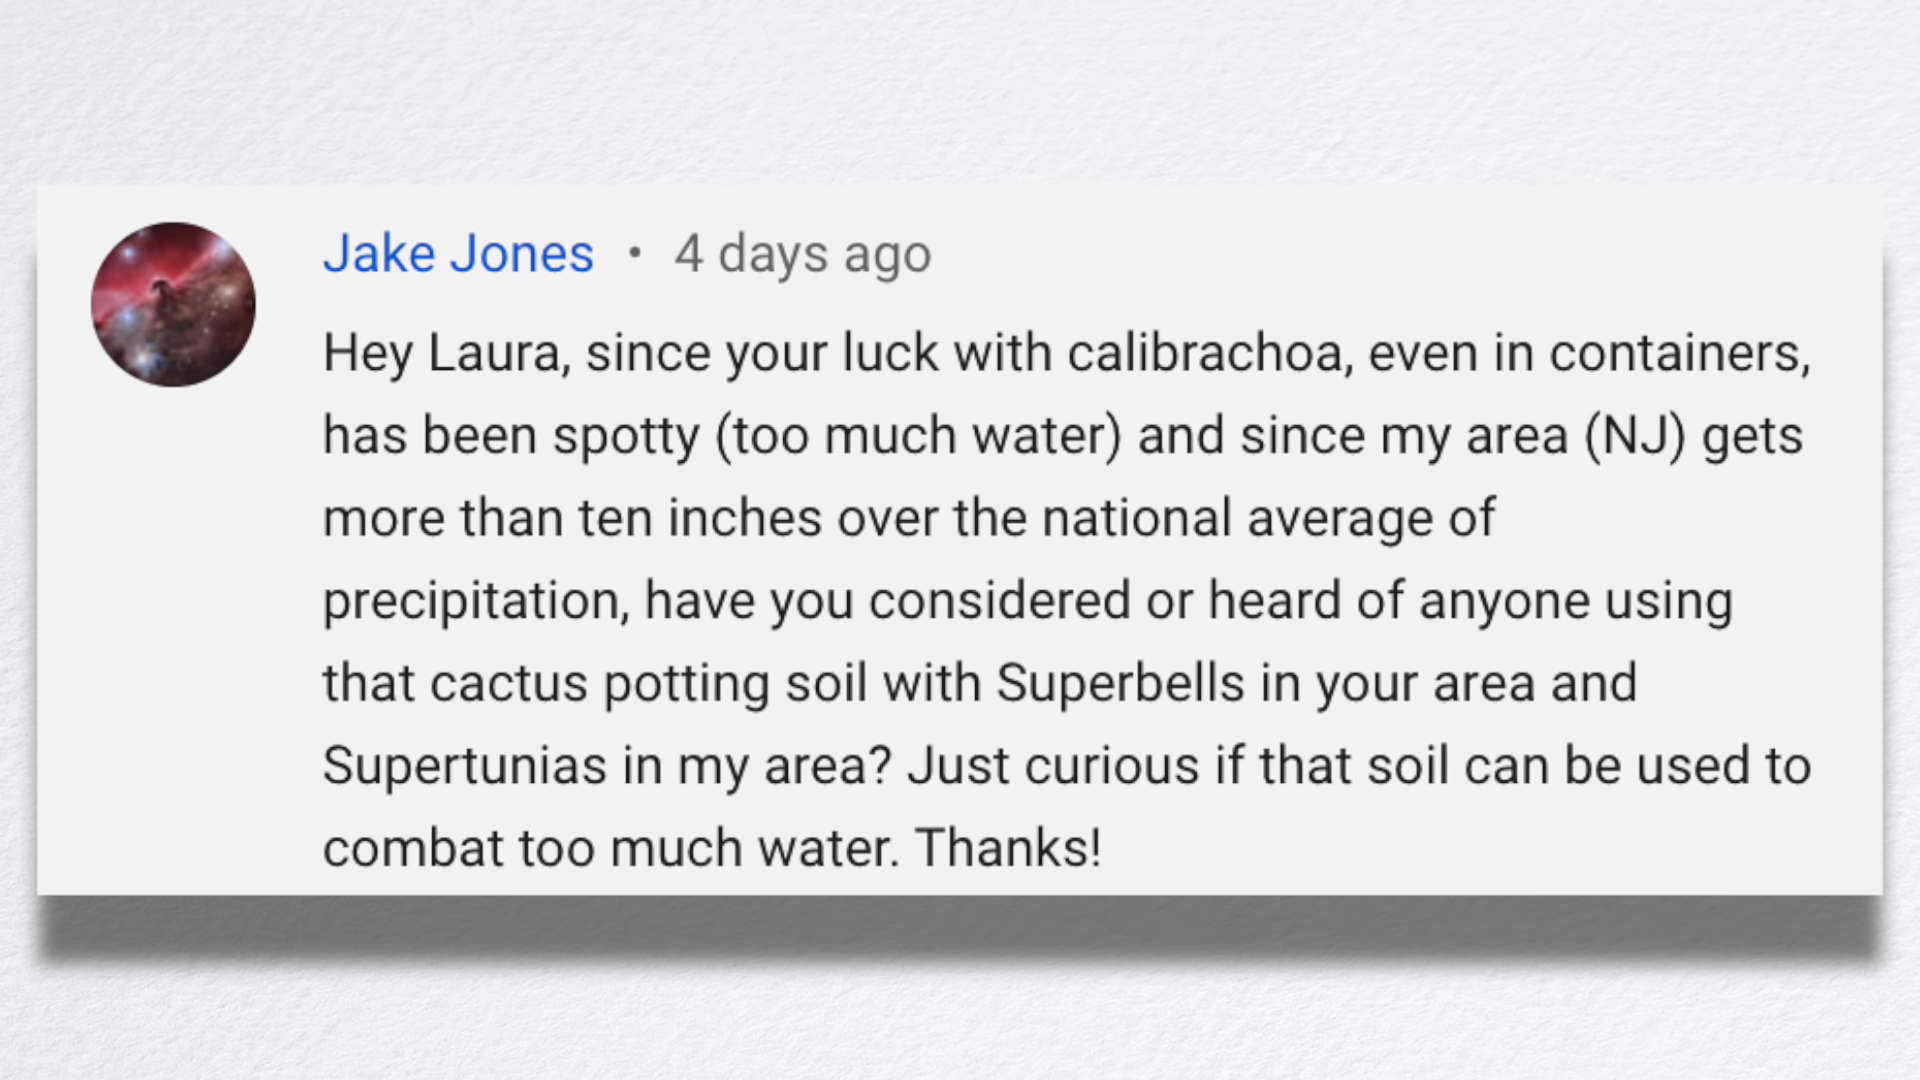 Jake Jones • 4 days ago
Hey Laura, since your luck with calibrachoa, even in containers,
has been spotty (too much water) and since my area (NJ) gets
more than ten inches over the national average of
precipitation, have you considered or heard of anyone using
that cactus potting soil with Superbells in your area and
Supertunias in my area? Just curious if that soil can be used to
combat too much water. Thanks!